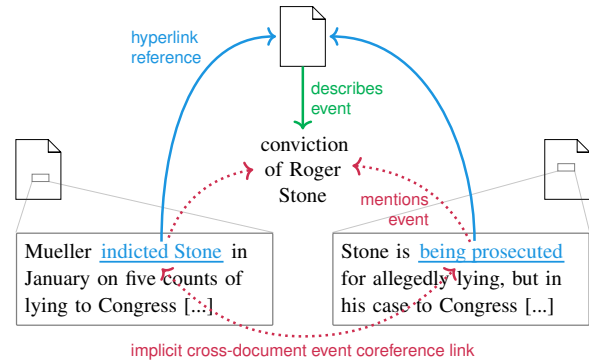 hyperlink
reference
describes
event
conviction
of Roger
Stone
mentions
event
Mueller indicted Stone in
January on five counts of
lying to Congress [...]
Stone is being prosecuted
for allegedly lying, but in
his case to Congress [...]
implicit cross-document event coreference link